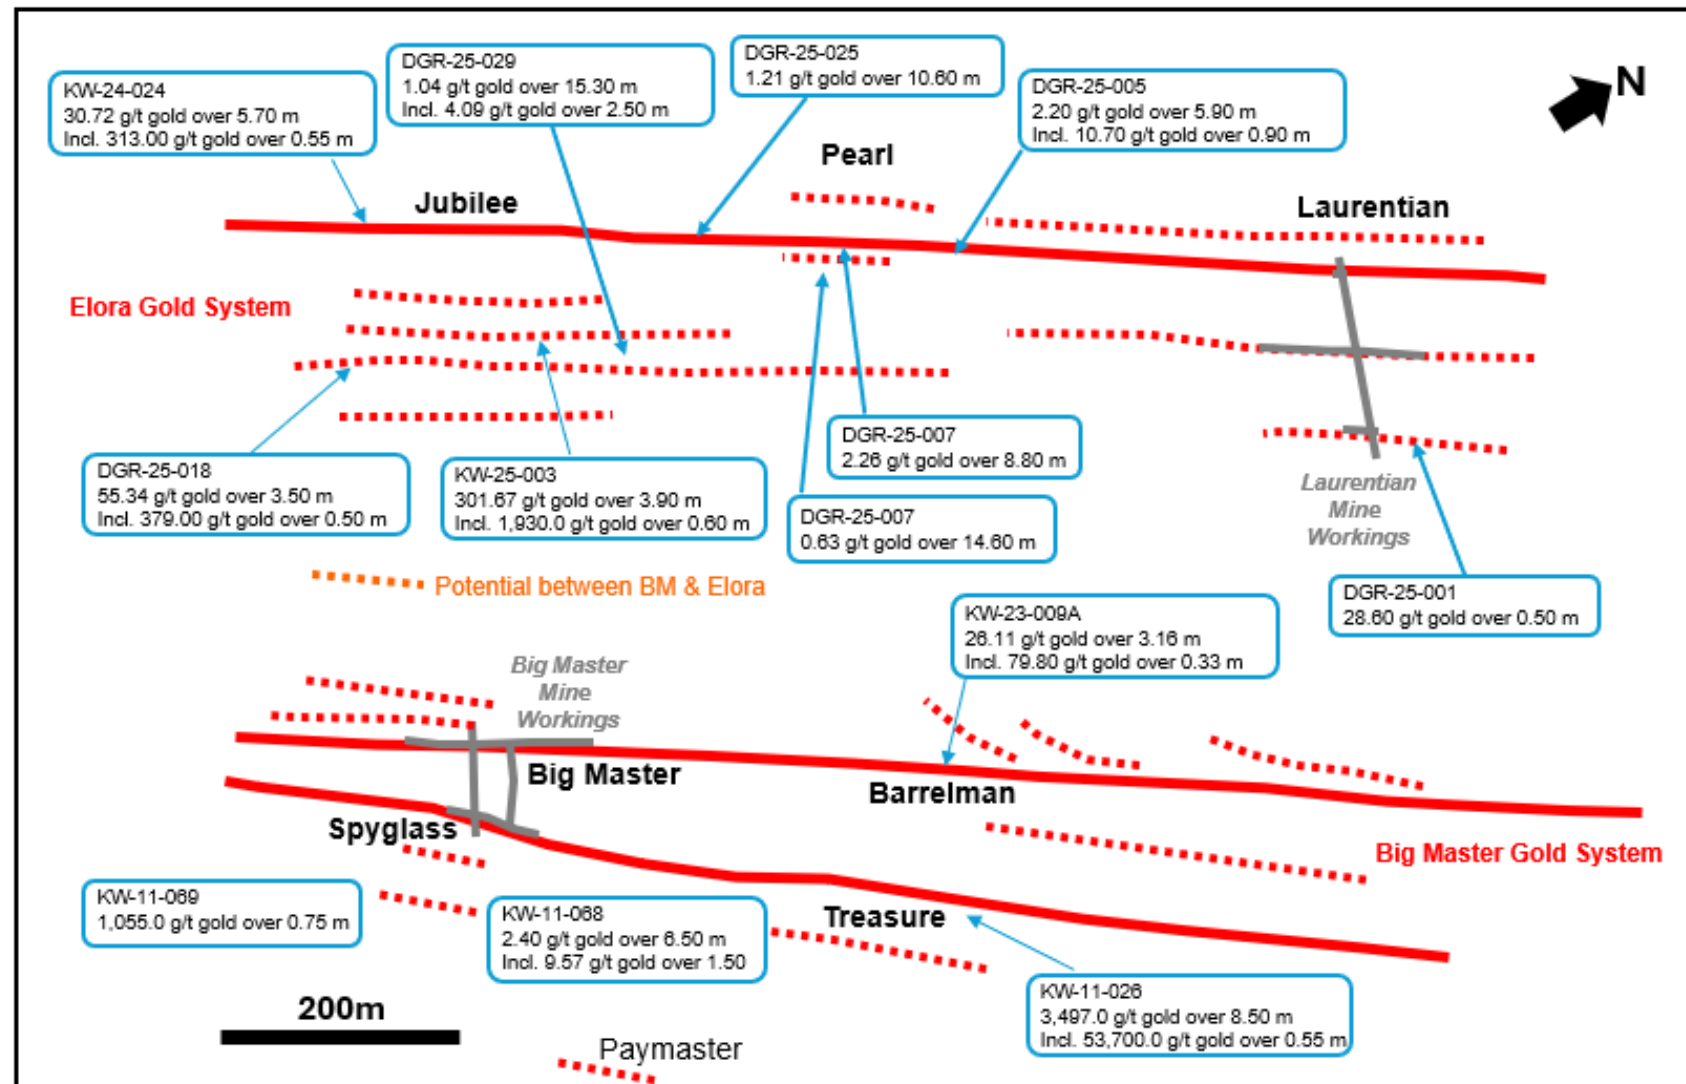 KW-24-024
30.72 g/t gold over 5.70 m
Incl. 313.00 g/t gold over 0.55 m
DGR-25-029
1.04 g/t gold over 15.30 m
Incl. 4.09 g/t gold over 2.50 m
DGR-25-025
1.21 g/t gold over 10.60 m
DGR-25-005
2.20 g/t gold over 5.90 m
Incl. 10.70 g/t gold over 0.90 m
N
Pearl
Jubilee
Laurentian
Elora Gold System
DGR-25-018
55.34 g/t gold over 3.50 m
Incl. 379.00 g/t gold over 0.50 m
KW-25-003
301.67 g/t gold over 3.90 m
Incl. 1,930.0 g/t gold over 0.60 m
DGR-25-007
2.26 g/t gold over 8.80 m
DGR-25-007
0.63 g/t gold over 14.60 m
Laurentian
Mine
Workings
DGR-25-001
28.60 g/t gold over 0.50 m
Potential between BM & Elora
KW-23-009A
26.11 g/t gold over 3.16 m
Incl. 79.80 g/t gold over 0.33 m
Big Master
Mine
Workings
Big Master
Barrelman
Spyglass
Big Master Gold System
KW-11-069
1,055.0 g/t gold over 0.75 m
KW-11-068
2.40 g/t gold over 6.50 m
Incl. 9.57 g/t gold over 1.50
Treasure
KW-11-026
3,497.0 g/t gold over 8.50 m
Incl. 53,700.0 g/t gold over 0.55 m
200m
Paymaster